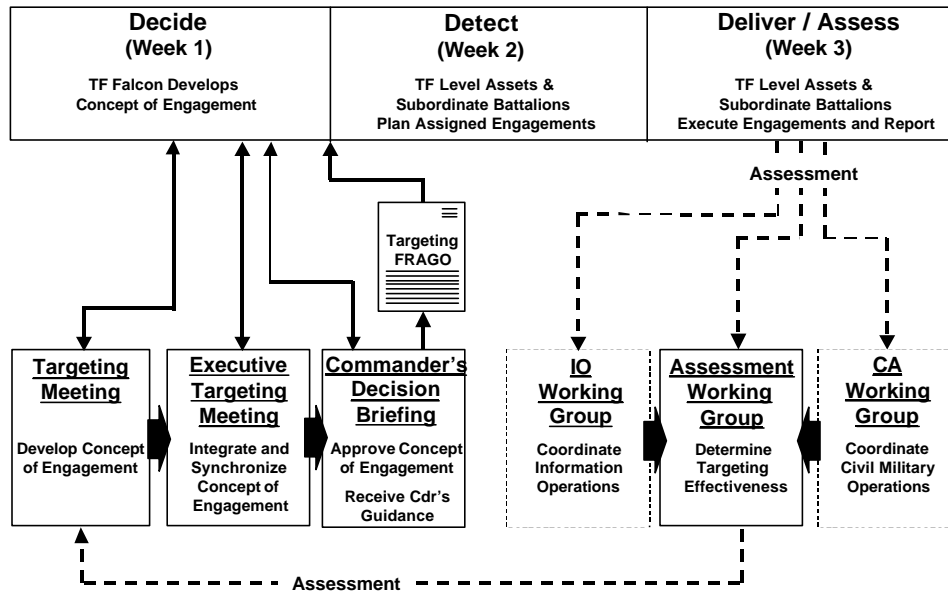 Decide
(Week 1)
TF Falcon Develops
Concept of Engagement
Detect
(Week 2)
TF Level Assets &
Subordinate Battalions
Plan Assigned Engagements
Deliver / Assess
(Week 3)
TF Level Assets &
Subordinate Battalions
Execute Engagements and Report
Assessment
Targeting
FRAGO
Targeting
Meeting
Develop Concept
of Engagement
Executive
Targeting
Meeting
Integrate and
Synchronize
Concept of
Engagement
Commander's
Decision
Briefing
Approve Concept
of Engagement
Receive Cdr's
Guidance
IO
Working
Group
Coordinate
Information
Operations
Assessment
Working
Group
Determine
Targeting
Effectiveness
CA
Working
Group
Coordinate
Civil Military
Operations
Assessment